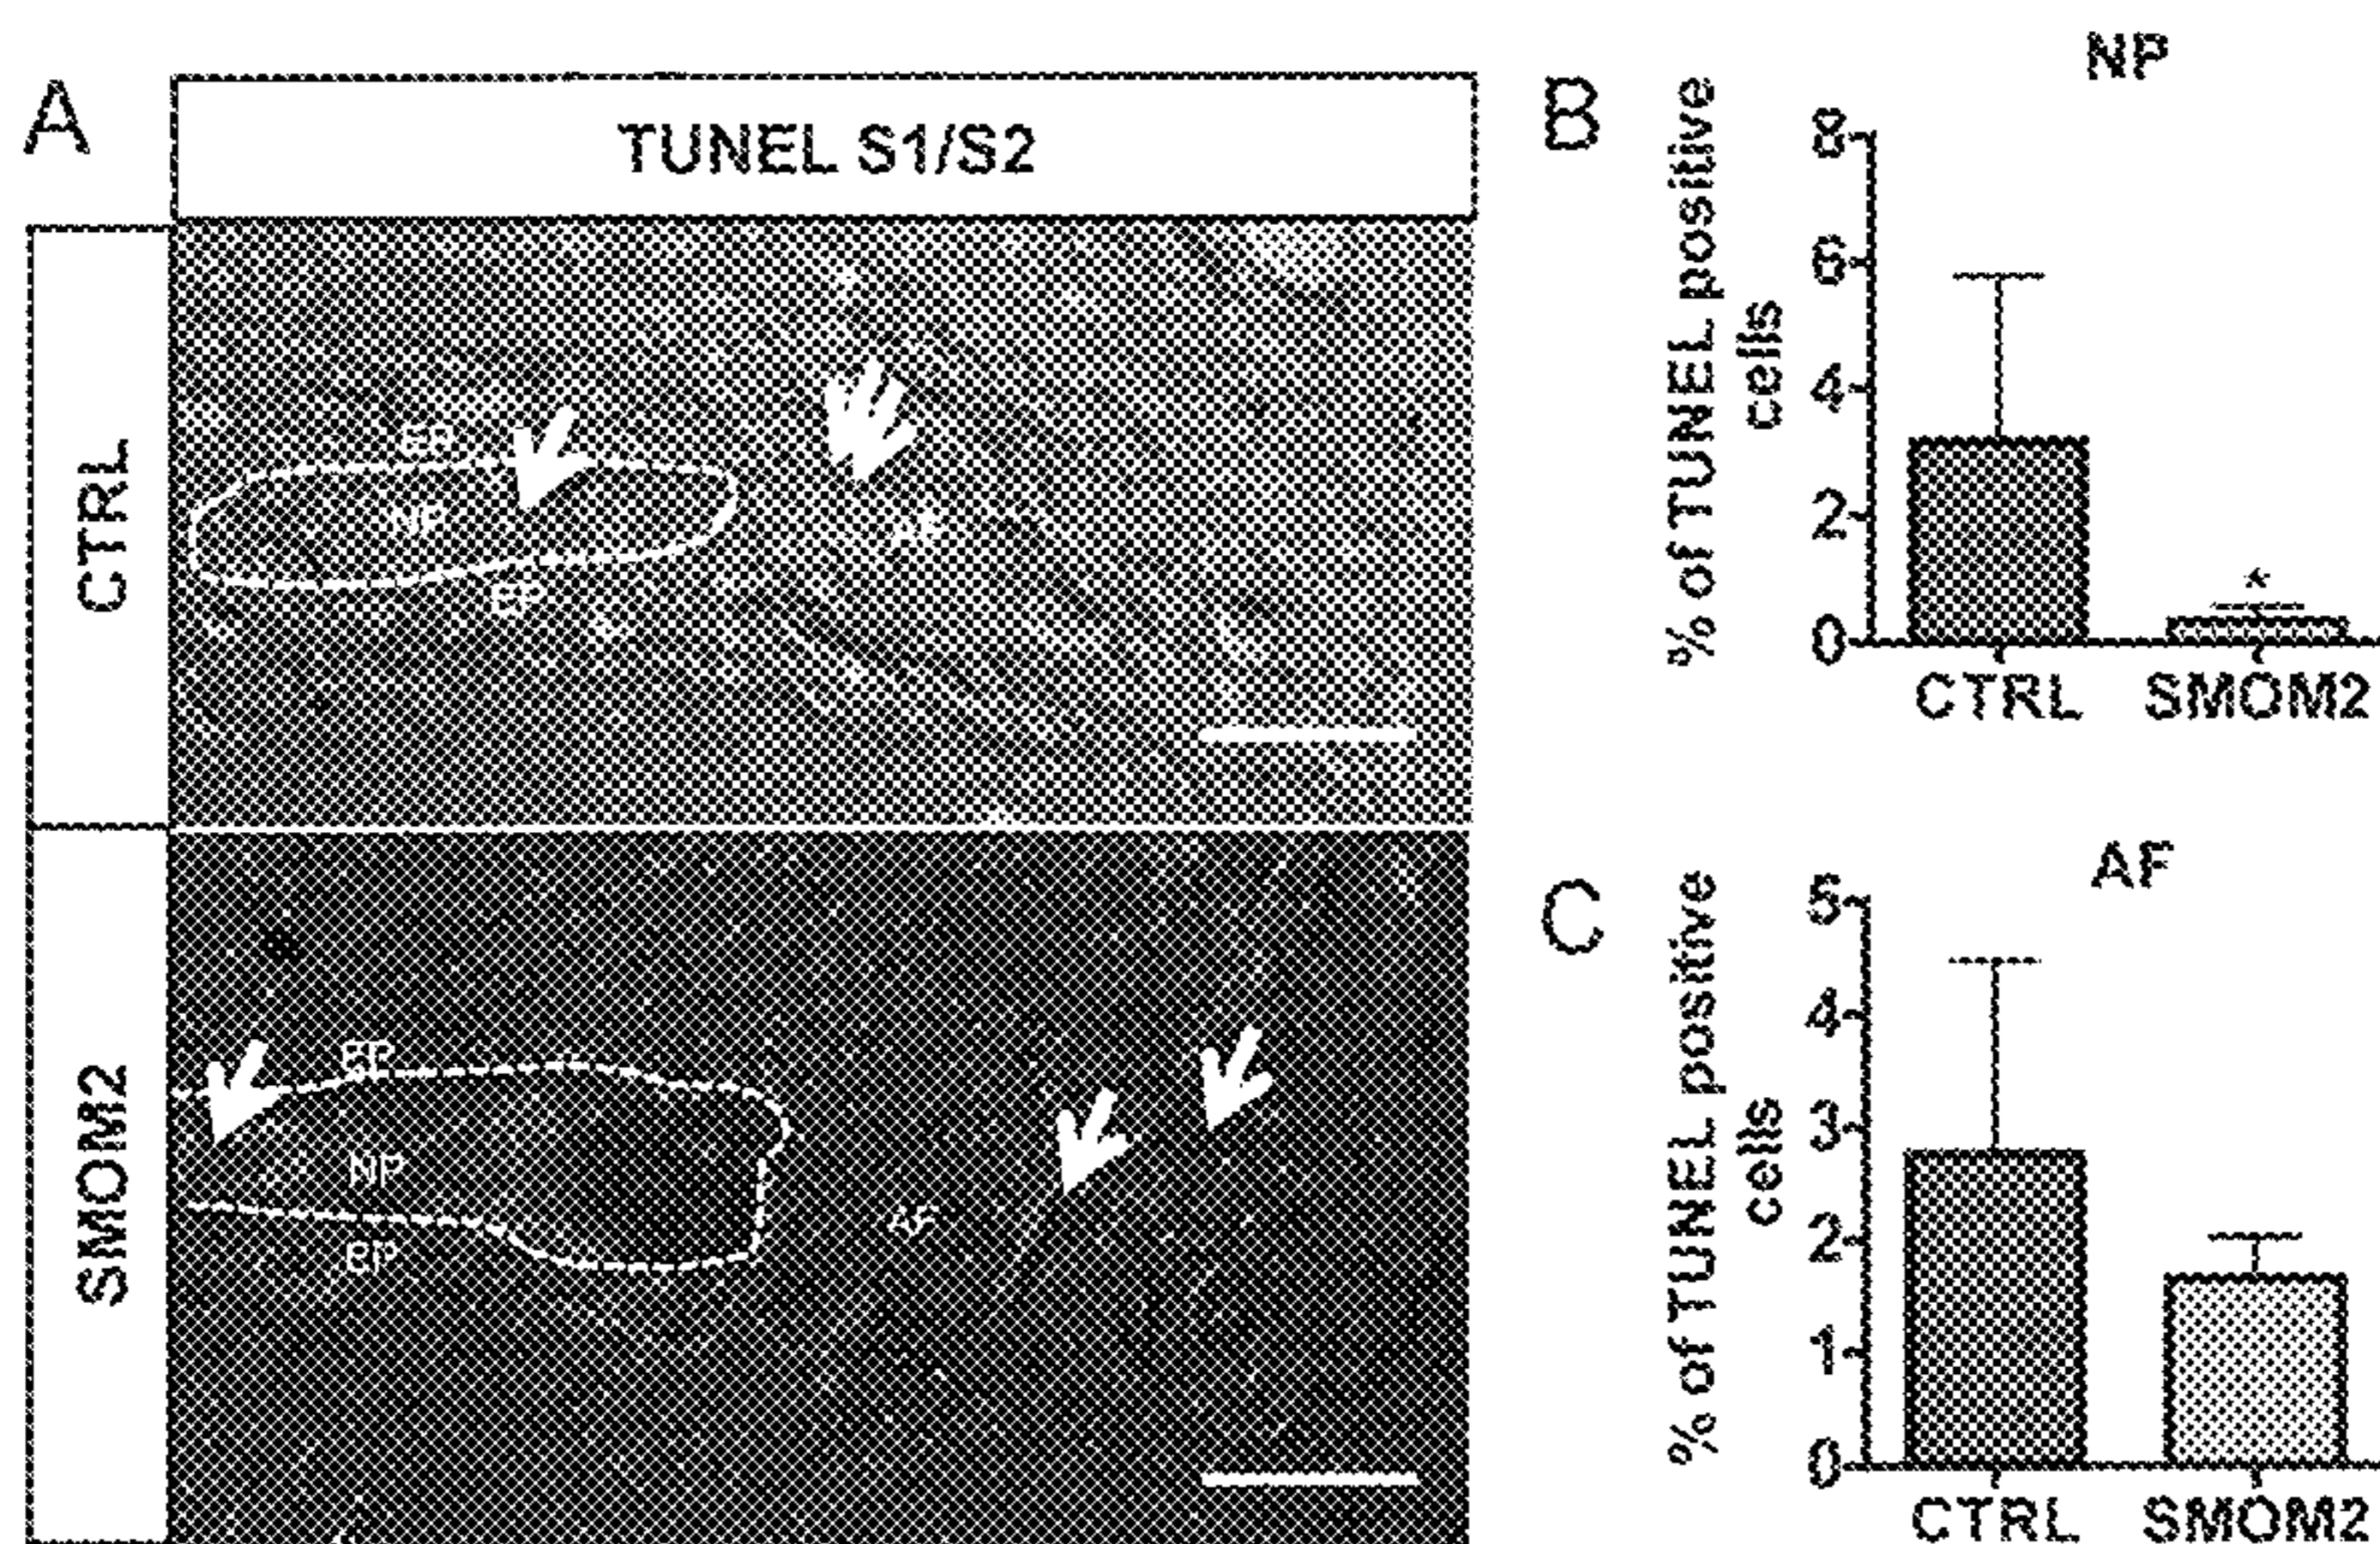 A
TUNEL S1/S2
CTRL
EP
NP
EP
AF
SMOM2
EP
NP
EP
AF
B
NP
% of TUNEL positive
cells
8
6
4
2
0
*
CTRL SMOM2
C
AF
% of TUNEL positive
cells
5
4
3
2
1
0
CTRL SMOM2